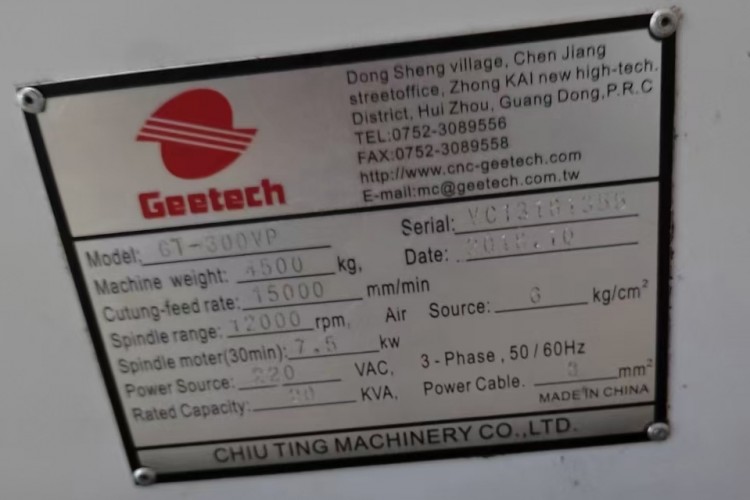 Geetech
Dong Sheng village, Chen Jiang
streetoffice, Zhong KAI new high-tech.
District, Hui Zhou, Guang Dong,P.R.C
TEL:0752-3089556
FAX:0752-3089558
http://www.cnc-geetech.com
E-mail:mc@geetech.com.tw
Model: GT-300VP Serial:
Machine weight: 4500 kg, Date:
Cutung-feed rate: 15000 mm/min
Spindle range: 12000 rpm, Air Source: 6 kg/cm²
Spindle moter(30min): 7.5 kw
Power Source: 220 VAC, 3-Phase, 50/60Hz
Rated Capacity: KVA, Power Cable. mm²
MADE IN CHINA
CHIU TING MACHINERY CO.,LTD.